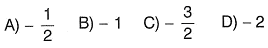 A) – 1/2 B) – 1 C) – 3/2 D) – 2